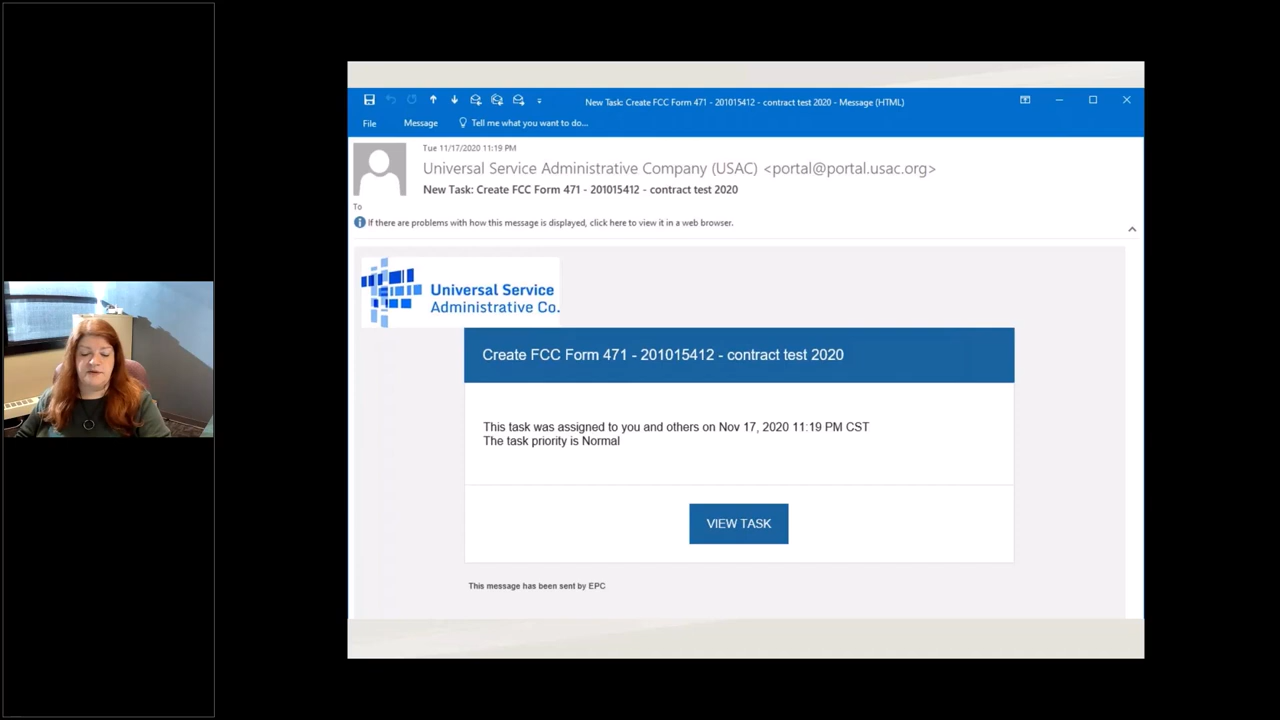 New Task: Create FCC Form 471 - 201015412 - contract test 2020 - Message (HTML)
File Message Tell me what you want to do...
Tue 11/17/2020 11:19 PM
Universal Service Administrative Company (USAC) <portal@portal.usac.org>
New Task: Create FCC Form 471 - 201015412 - contract test 2020
To
If there are problems with how this message is displayed, click here to view it in a web browser.
Universal Service
Administrative Co.
Create FCC Form 471 - 201015412 - contract test 2020
This task was assigned to you and others on Nov 17, 2020 11:19 PM CST
The task priority is Normal
VIEW TASK
This message has been sent by EPC